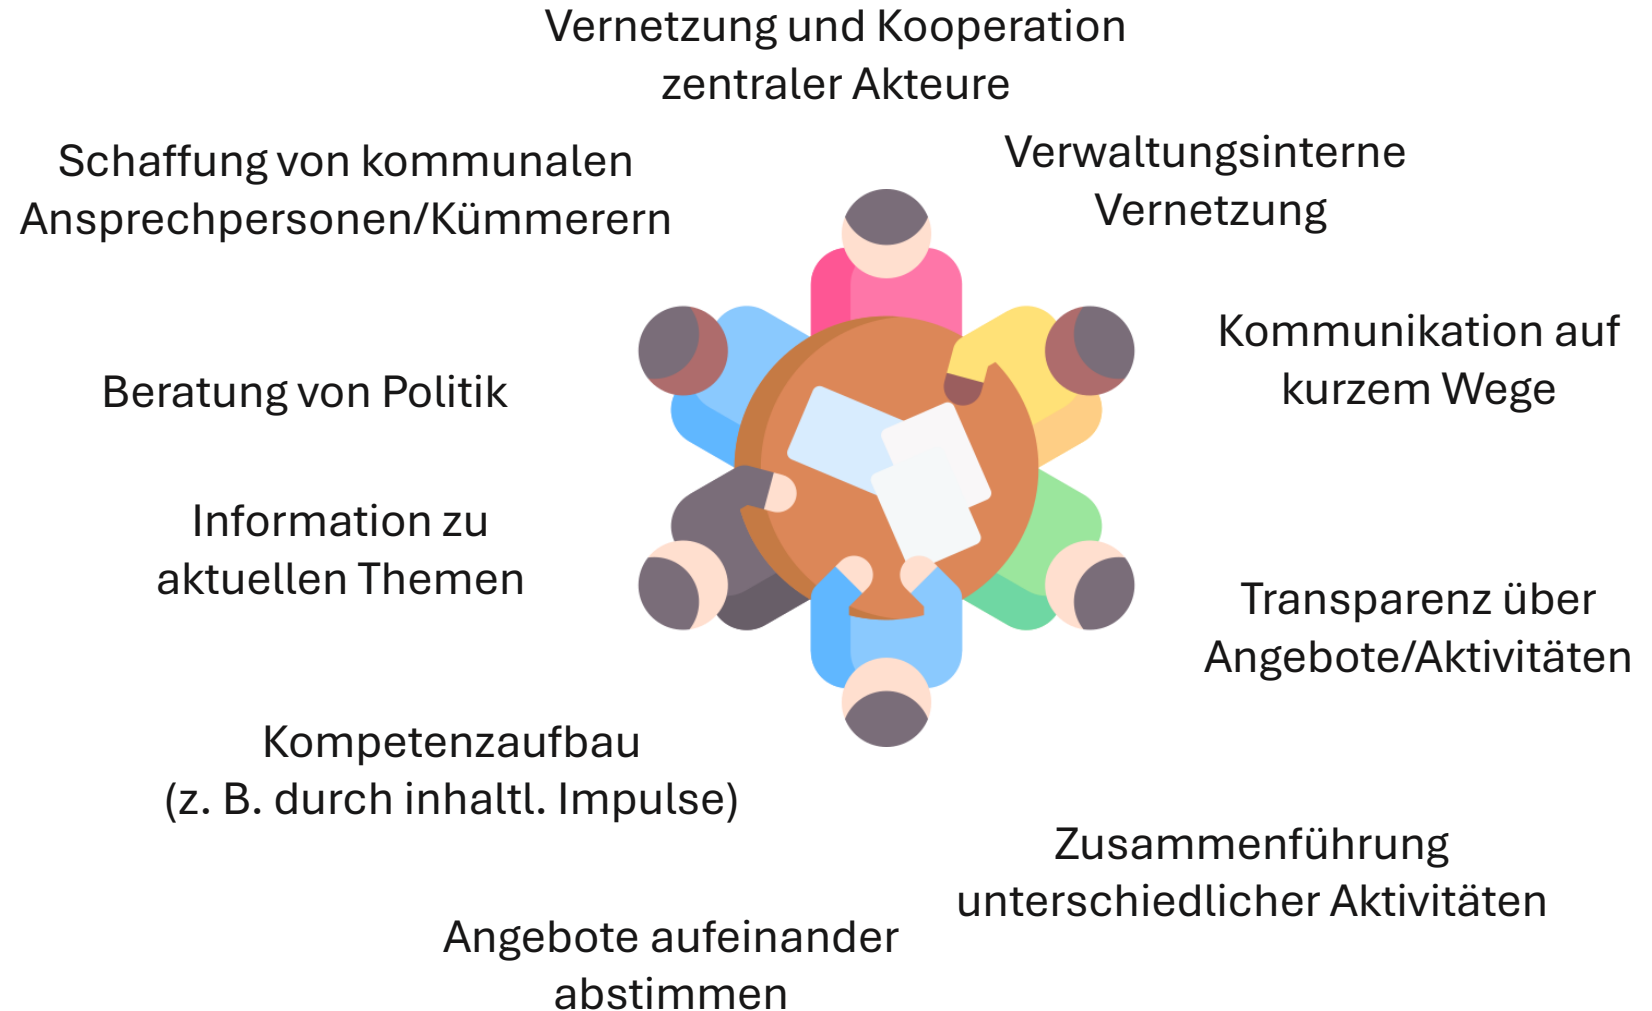 Vernetzung und Kooperation
zentraler Akteure
Schaffung von kommunalen
Ansprechpersonen/Kümmerern
Verwaltungsinterne
Vernetzung
Kommunikation auf
kurzem Wege
Beratung von Politik
Information zu
aktuellen Themen
Transparenz über
Angebote/Aktivitäten
Kompetenzaufbau
(z. B. durch inhaltl. Impulse)
Zusammenführung
unterschiedlicher Aktivitäten
Angebote aufeinander
abstimmen